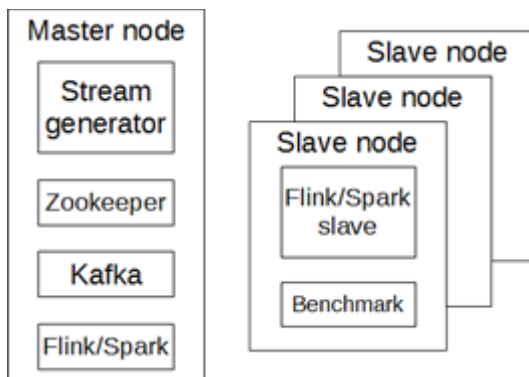 Master node
Stream
generator
Zookeeper
Kafka
Flink/Spark
Slave node
Slave node
Slave node
Flink/Spark
slave
Benchmark